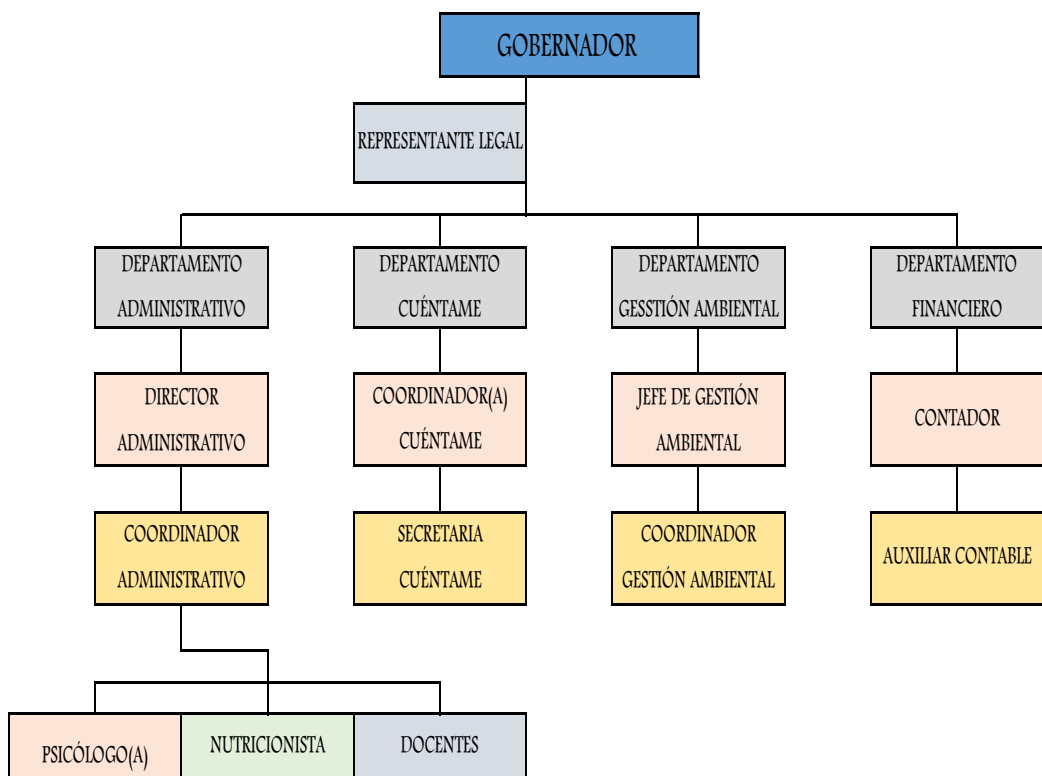 GOBERNADOR
REPRESENTANTE LEGAL
DEPARTAMENTO
ADMINISTRATIVO
DEPARTAMENTO
CUÉNTAME
DEPARTAMENTO
GESSTIÓN AMBIENTAL
DEPARTAMENTO
FINANCIERO
DIRECTOR
ADMINISTRATIVO
COORDINADOR(A)
CUÉNTAME
JEFE DE GESTIÓN
AMBIENTAL
CONTADOR
COORDINADOR
ADMINISTRATIVO
SECRETARIA
CUÉNTAME
COORDINADOR
GESTIÓN AMBIENTAL
AUXILIAR CONTABLE
PSICÓLOGO(A)
NUTRICIONISTA
DOCENTES